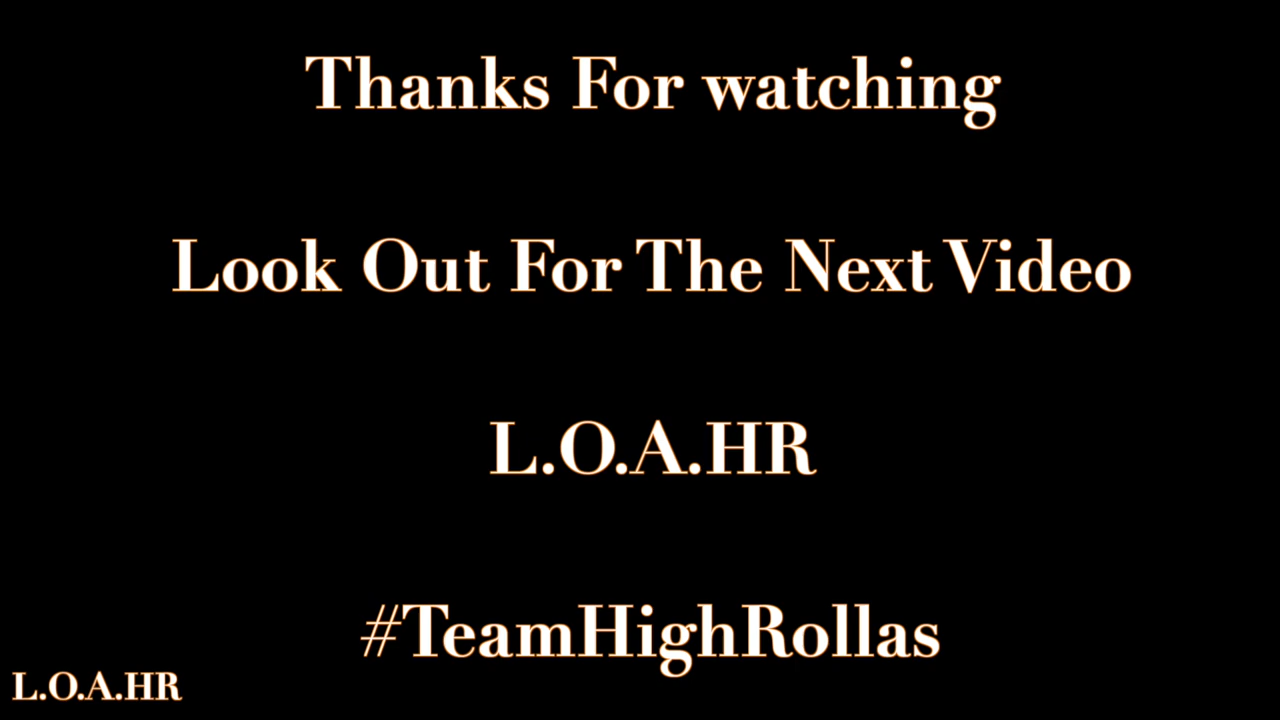 Thanks For watching
Look Out For The Next Video
L.O.A.HR
#TeamHighRollas
L.O.A.HR